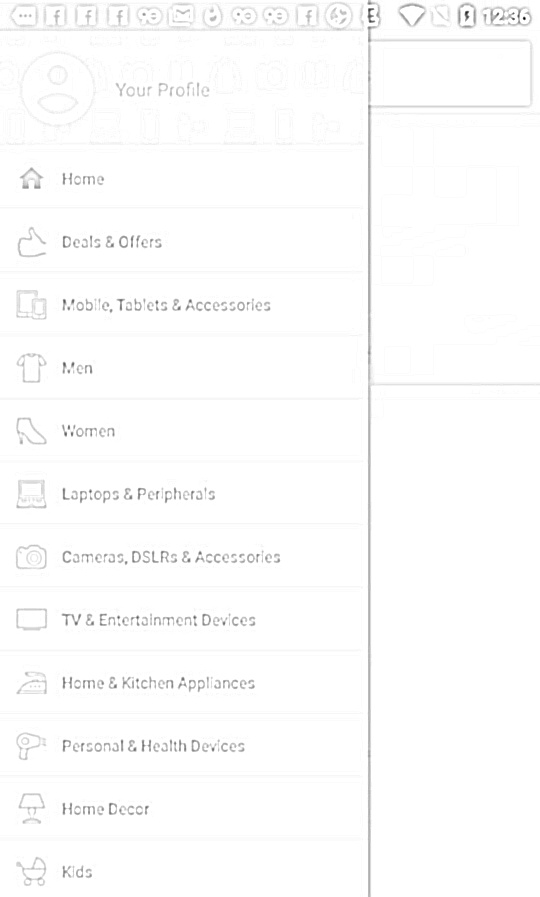 12:36
Your Profile
Home
Deals & Offers
Mobile, Tablets & Accessories
Men
Women
Laptops & Peripherals
Cameras, DSLRs & Accessories
TV & Entertainment Devices
Home & Kitchen Appliances
Personal & Health Devices
Home Decor
Kids